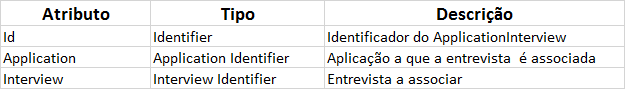 Atributo Tipo Descrição
Id Identifier Identificador do ApplicationInterview
Application Application Identifier Aplicação a que a entrevista é associada
Interview Interview Identifier Entrevista a associar